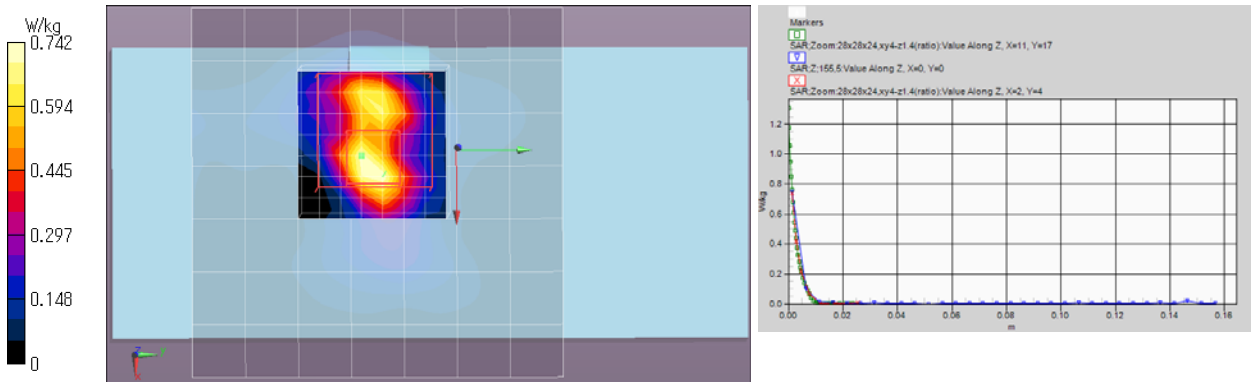 W/kg
0.742
0.594
0.445
0.297
0.148
0
z
y
x
Markers
SAR;Zoom:28x28x24,xy4-z1.4(ratio):Value Along Z, X=11, Y=17
SAR;Z;155,5:Value Along Z, X=0, Y=0
SAR;Zoom:28x28x24,xy4-z1.4(ratio):Value Along Z, X=2, Y=4
W/kg
1.2
1.0
0.8
0.6
0.4
0.2
0.0
0.00 0.02 0.04 0.06 0.08 0.10 0.12 0.14 0.16
m